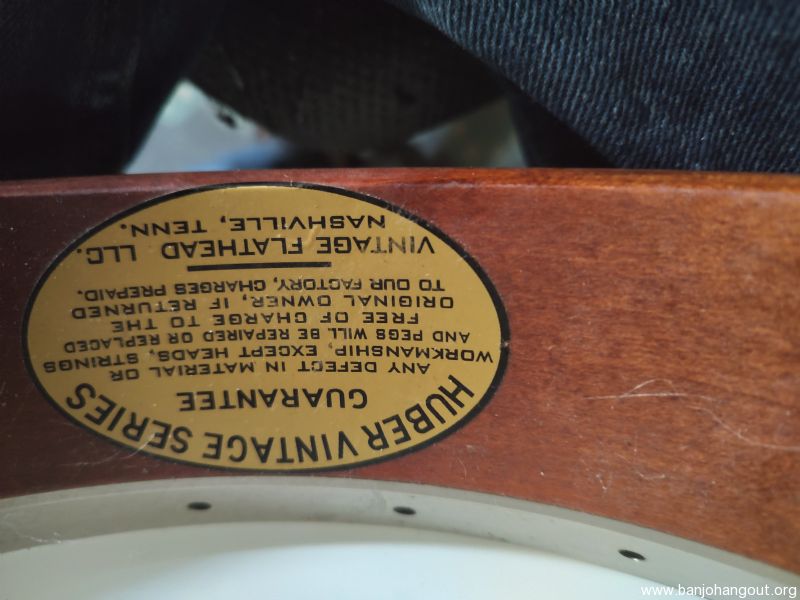 HUBER VINTAGE SERIES
GUARANTEE
ANY DEFECT IN MATERIAL OR
WORKMANSHIP, EXCEPT HEADS, STRINGS
AND PEGS WILL BE REPAIRED OR REPLACED
FREE OF CHARGE TO THE
ORIGINAL OWNER, IF RETURNED
TO OUR FACTORY, CHARGES PREPAID.
VINTAGE FLATHEAD LLC.
NASHVILLE, TENN.
www.banjohangout.org